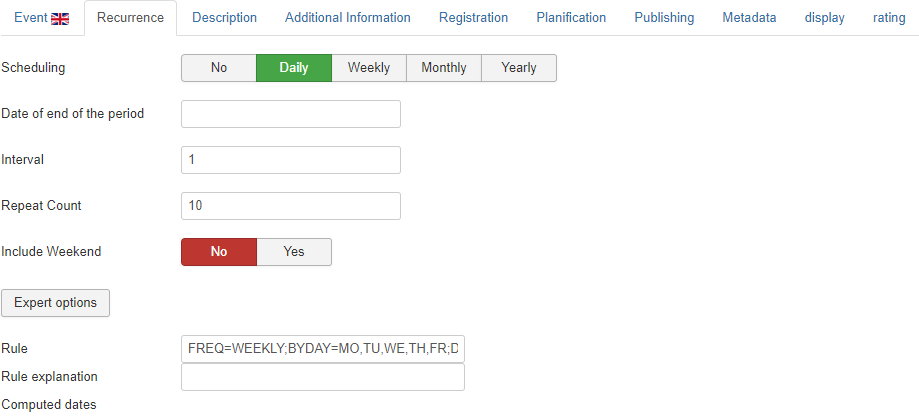 Event Recurrence Description Additional Information Registration Planification Publishing Metadata display rating
Scheduling No Daily Weekly Monthly Yearly
Date of end of the period
Interval 1
Repeat Count 10
Include Weekend No Yes
Expert options
Rule FREQ=WEEKLY;BYDAY=MO,TU,WE,TH,FR;D
Rule explanation
Computed dates